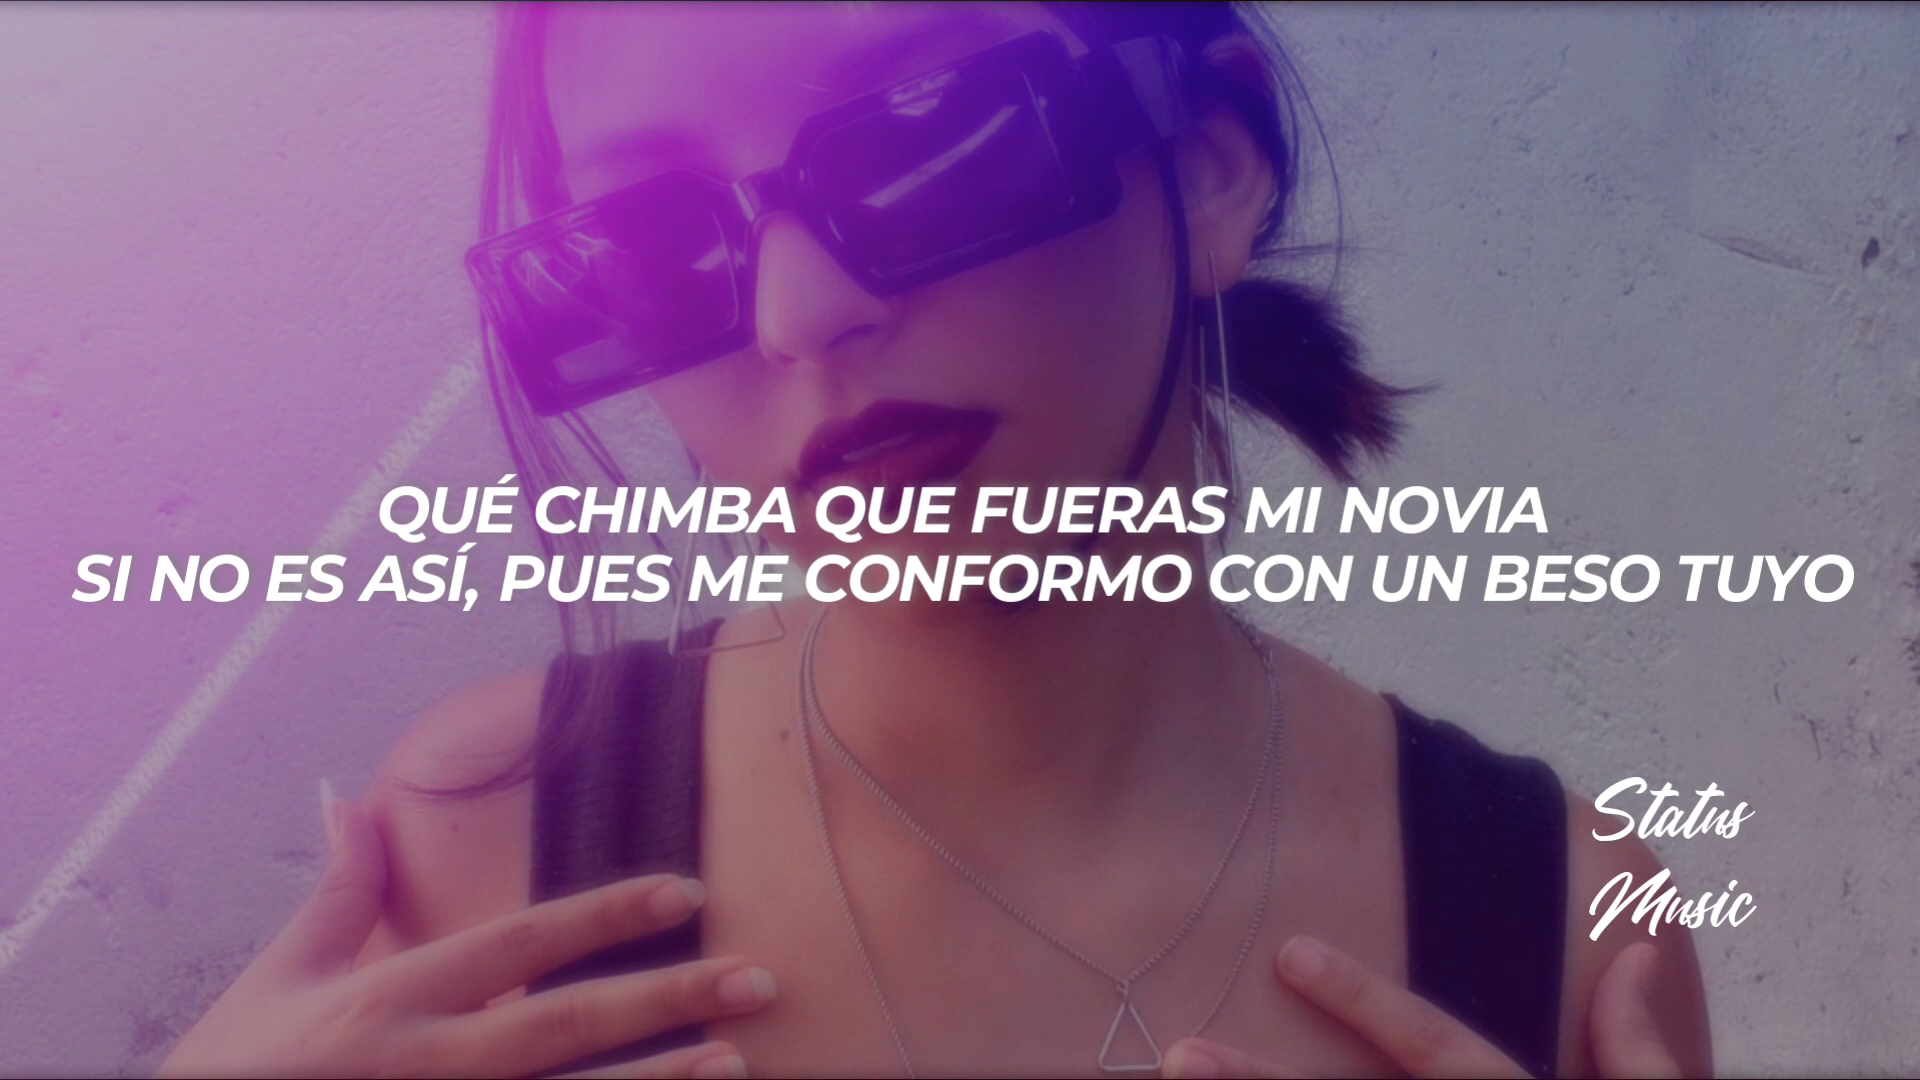 QUÉ CHIMBA QUE FUERAS MI NOVIA
SI NO ES ASÍ, PUES ME CONFORMO CON UN BESO TUYO
Status
Music